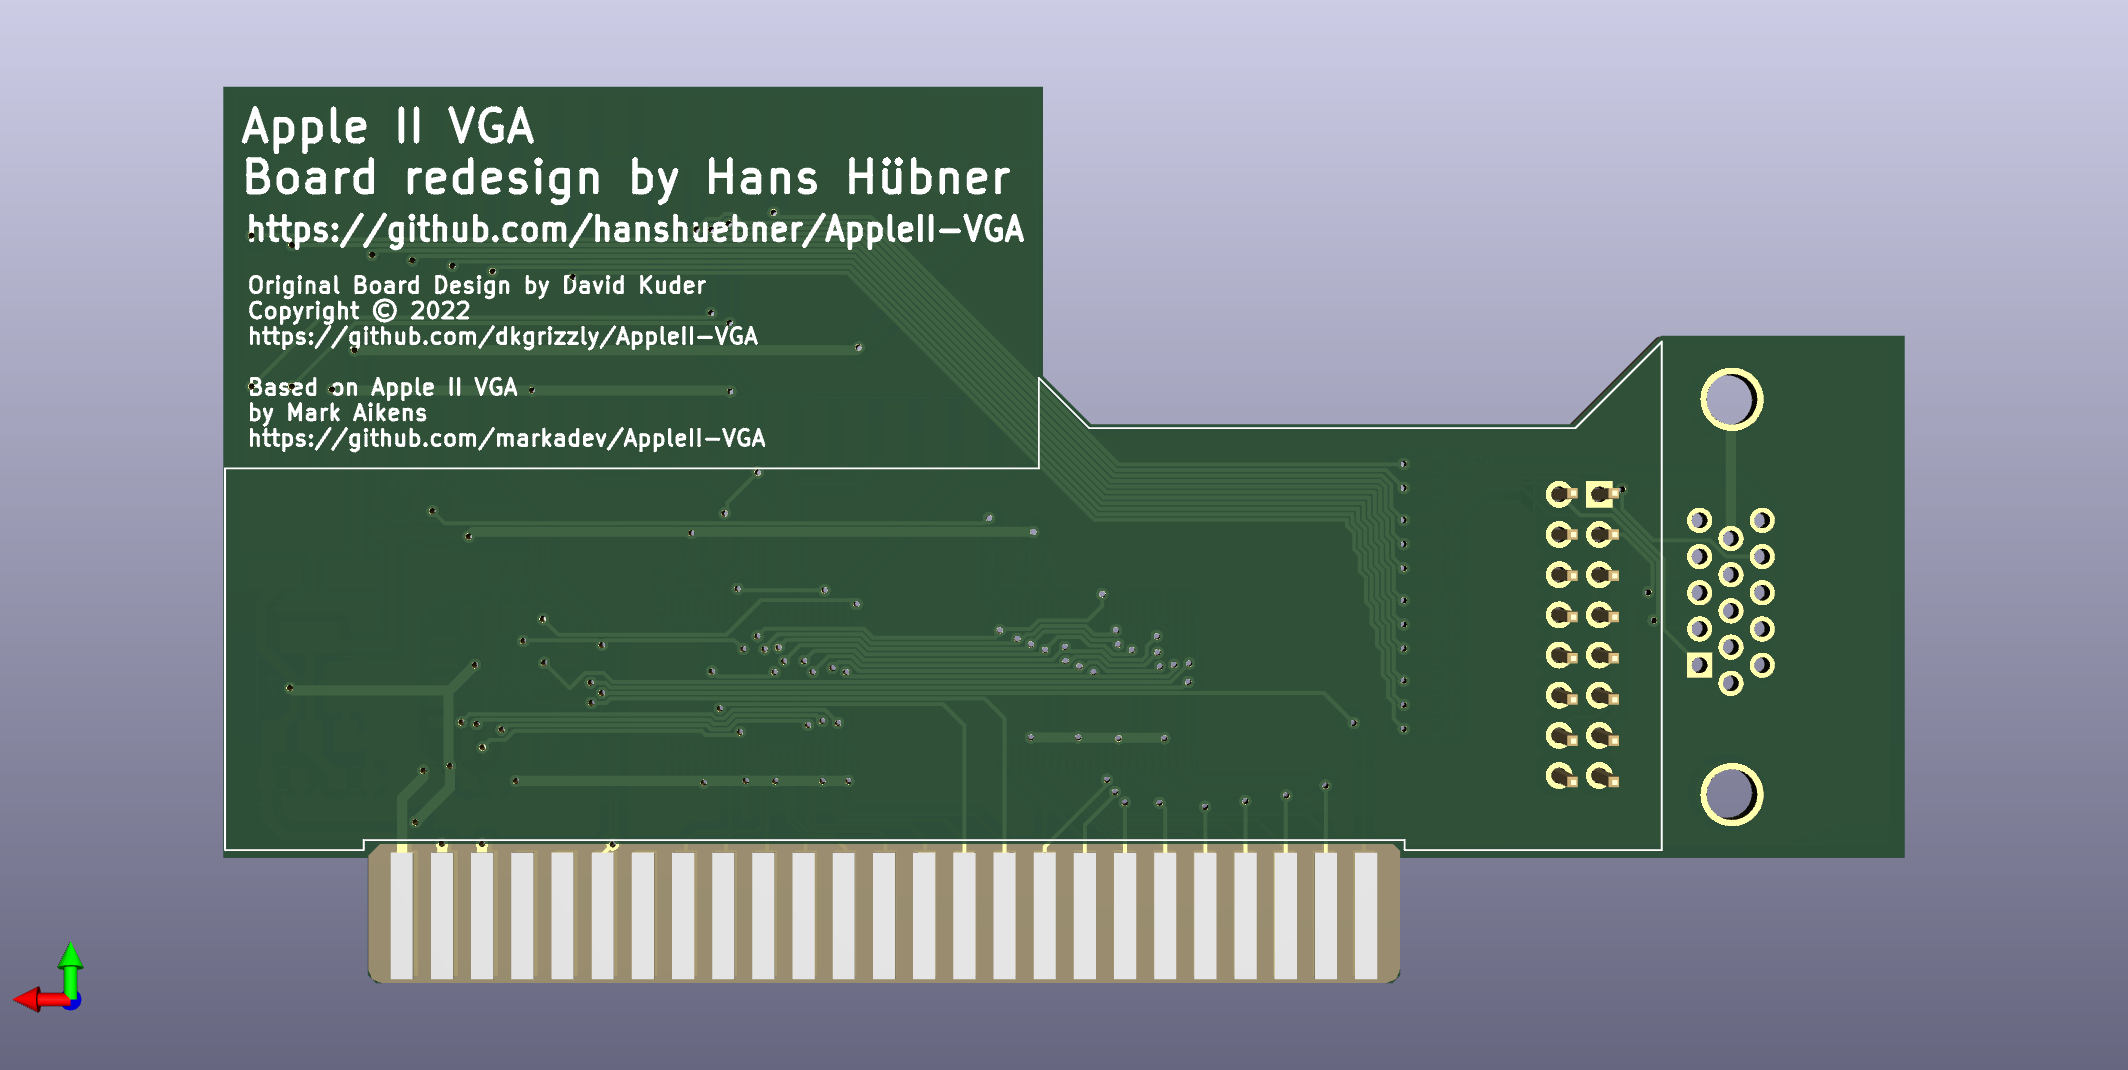 Apple II VGA
Board redesign by Hans Hübner
https://github.com/hanshuebner/AppleII-VGA
Original Board Design by David Kuder
Copyright © 2022
https://github.com/dkgrizzly/AppleII-VGA
Based on Apple II VGA
by Mark Aikens
https://github.com/markadev/AppleII-VGA